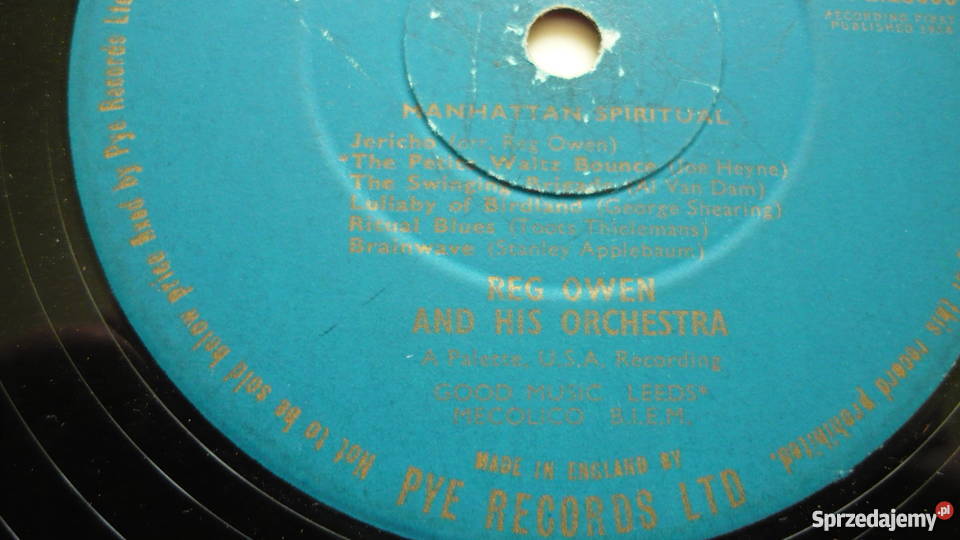 RECORDING FIRST
PUBLISHED 1958
MANHATTAN SPIRITUAL
Jericho (arr. Reg Owen)
*The Petite Waltz Bounce (Joe Heyne)
The Swinging Brigade (Al Van Dam)
Lullaby of Birdland (George Shearing)
Ritual Blues (Toots Thielemans)
Brainwave (Stanley Applebaum)
REG OWEN
AND HIS ORCHESTRA
A Palette, U.S.A. Recording
GOOD MUSIC. LEEDS*
MECOLICO B.I.E.M.
MADE IN ENGLAND BY
PYE RECORDS LTD
Not to be sold below price fixed by Pye Records Ltd
this record prohibited.
Sprzedajemy.pl